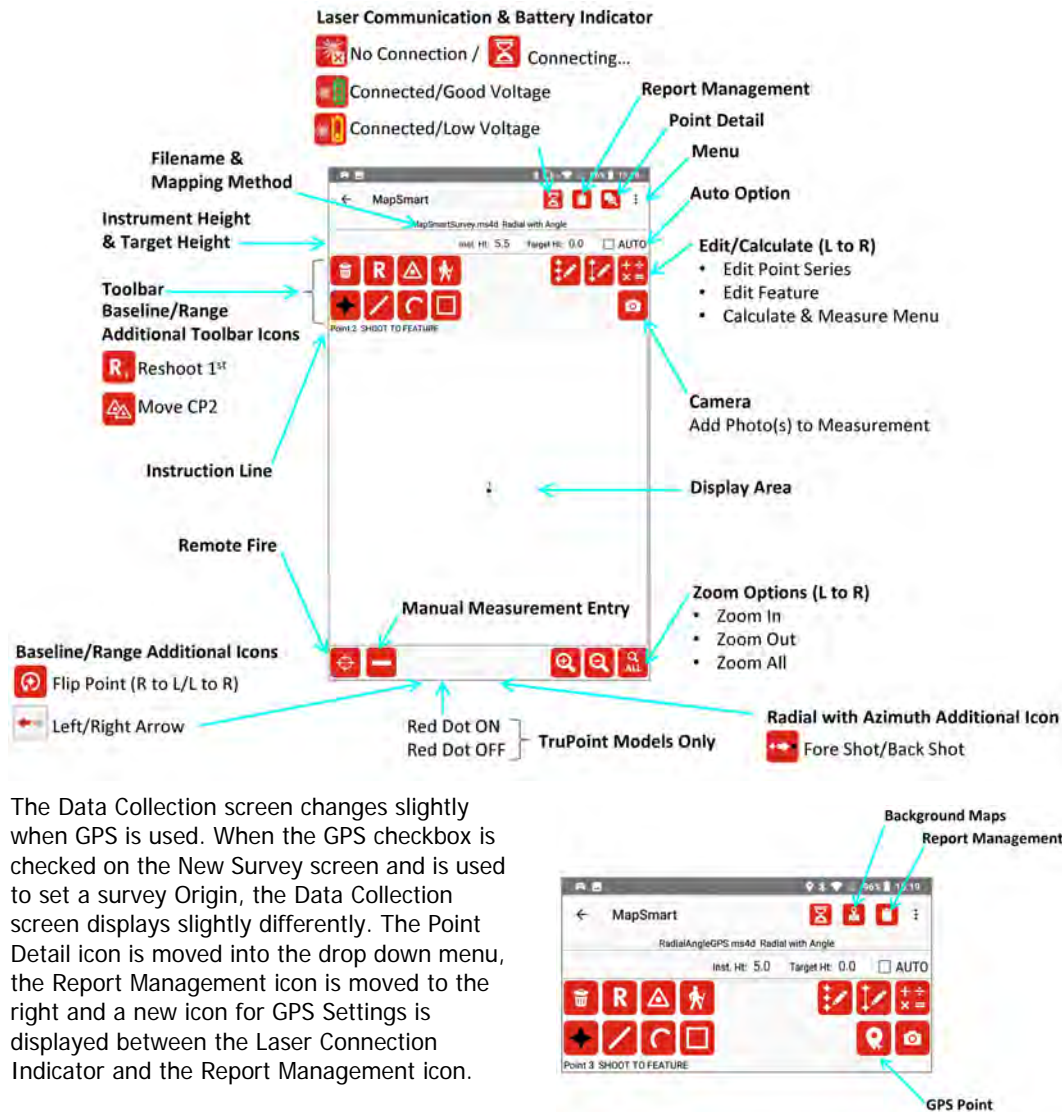 Laser Communication & Battery Indicator
No Connection /
Connecting...
Connected/Good Voltage
Connected/Low Voltage
Report Management
Point Detail
Menu
Auto Option
Filename &
Mapping Method
Instrument Height
& Target Height
Toolbar
Baseline/Range
Additional Toolbar Icons
Reshoot 1st
Move CP2
Instruction Line
Remote Fire
MapSmart
MapSmartSurvey.ms4d Radial with Angle
Inst. Ht: 5.5 Target Ht: 0.0 AUTO
R
Point 2 SHOOT TO FEATURE
Edit/Calculate (L to R)
• Edit Point Series
• Edit Feature
• Calculate & Measure Menu
Camera
Add Photo(s) to Measurement
Display Area
Manual Measurement Entry
Zoom Options (L to R)
• Zoom In
• Zoom Out
• Zoom All
ALL
Baseline/Range Additional Icons
Flip Point (R to L/L to R)
Left/Right Arrow
Red Dot ON
Red Dot OFF
TruPoint Models Only
Radial with Azimuth Additional Icon
Fore Shot/Back Shot
The Data Collection screen changes slightly
when GPS is used. When the GPS checkbox is
checked on the New Survey screen and is used
to set a survey Origin, the Data Collection
screen displays slightly differently. The Point
Detail icon is moved into the drop down menu,
the Report Management icon is moved to the
right and a new icon for GPS Settings is
displayed between the Laser Connection
Indicator and the Report Management icon.
Background Maps
Report Management
MapSmart
RadialAngleGPS ms4d Radial with Angle
Inst. Ht: 5.0 Target Ht: 0.0 AUTO
R
Point 3 SHOOT TO FEATURE
GPS Point